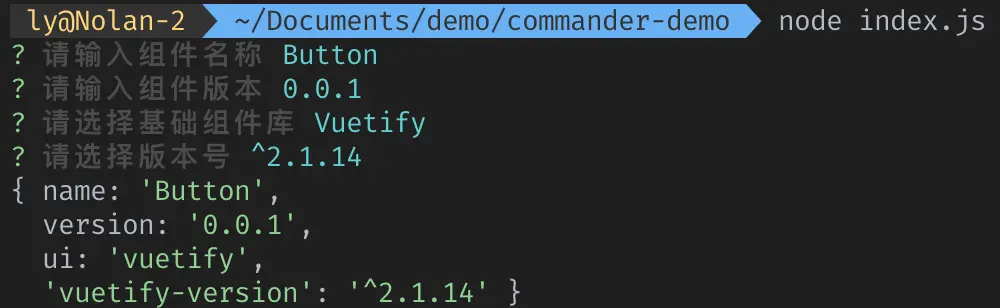 ly@Nolan-2 ~/Documents/demo/commander-demo node index.js
? 请输入组件名称 Button
? 请输入组件版本 0.0.1
? 请选择基础组件库 Vuetify
? 请选择版本号 ^2.1.14
{ name: 'Button',
  version: '0.0.1',
  ui: 'vuetify',
  'vuetify-version': '^2.1.14' }